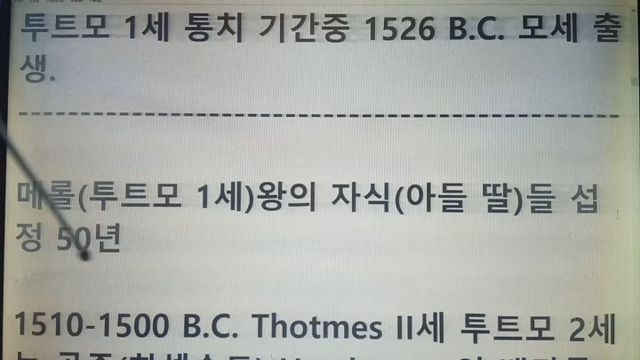 투트모 1세 통치 기간중 1526 B.C. 모세 출
생.
메롤(투트모 1세)왕의 자식(아들 딸)들 섭
정 50년
1510-1500 B.C. Thotmes II세 투트모 2세